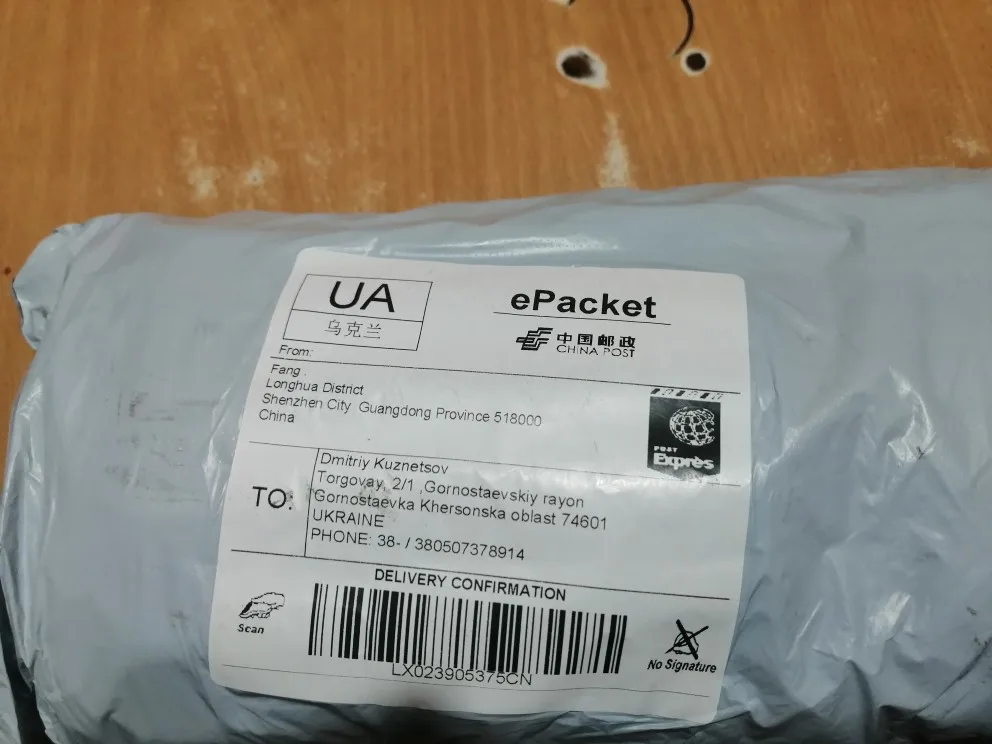 UA
乌克兰
ePacket
中国邮政
CHINA POST
From:
Fang .
Longhua District
Shenzhen City Guangdong Province 518000
China
POST
Exprès
TO:
Dmitriy Kuznetsov
Torgovay, 2/1 ,Gornostaevskiy rayon
Gornostaevka Khersonska oblast 74601
UKRAINE
PHONE: 38- / 380507378914
DELIVERY CONFIRMATION
Scan
No Signature
LX023905375CN